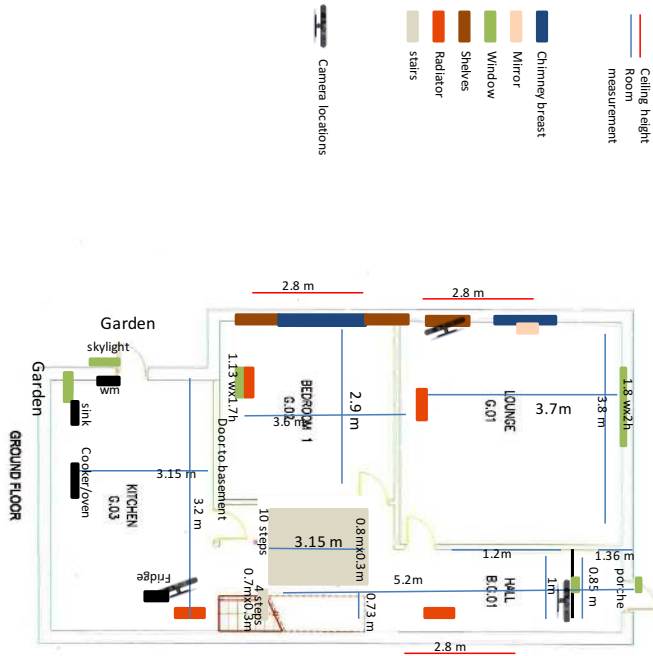 Ceiling height
Room
measurement
Chimney breast
Mirror
Window
Shelves
Radiator
stairs
Camera locations
2.8 m
2.8 m
Garden
skylight
wm
Garden
sink
Cooker/oven
GROUND FLOOR
KITCHEN
G.03
3.15 m
3.2 m
Fridge
Door to basement
1.13 wx1.7h
BEDROOM 1
G.02
3.6 m
2.9 m
LOUNGE
G.01
3.7m
3.8 m
1.8 wx2h
10 steps
3.15 m
0.8mx0.3m
4 steps
0.7mx0.3m
0.73 m
5.2m
1.2m
HALL
B.G.01
1m
0.85 m
1.36 m
porche
2.8 m